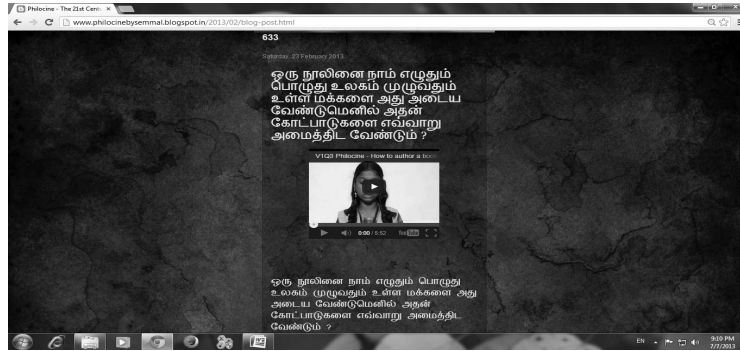 Philocine - The 21st Centu
www.philocinebysemmal.blogspot.in/2013/02/blog-post.html
633
Saturday, 23 February 2013
ஒரு நூலினை நாம் எழுதும்
பொழுது உலகம் முழுவதும்
உள்ள மக்களை அது அடைய
வேண்டுமெனில் அதன்
கோட்பாடுகளை எவ்வாறு
அமைத்திட வேண்டும் ?
V1Q3 Philocine - How to author a boo
0:00 / 5:52
You Tube
ஒரு நூலினை நாம் எழுதும் பொழுது
உலகம் முழுவதும் உள்ள மக்களை அது
அடைய வேண்டுமெனில் அதன்
கோட்பாடுகளை எவ்வாறு அமைத்திட
வேண்டும் ?
EN
9:10 PM
7/7/2013